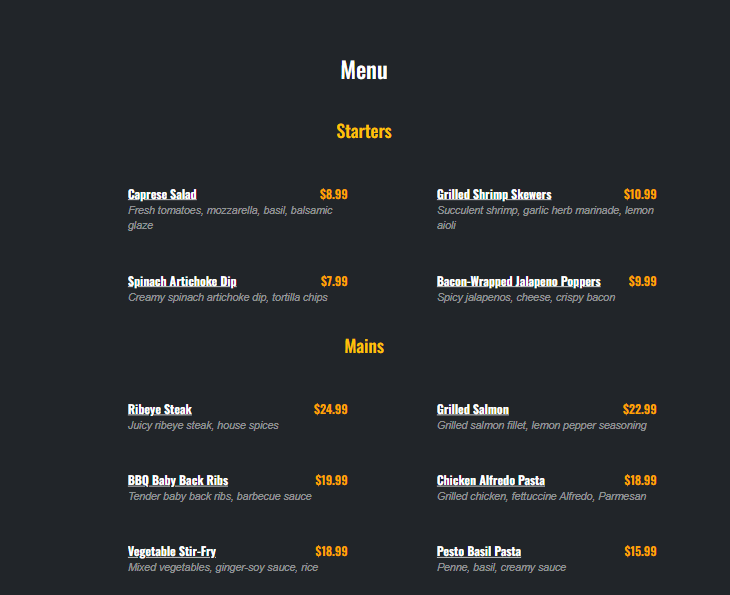 Menu
Starters
Caprese Salad $8.99
Fresh tomatoes, mozzarella, basil, balsamic
glaze
Grilled Shrimp Skewers $10.99
Succulent shrimp, garlic herb marinade, lemon
aioli
Spinach Artichoke Dip $7.99
Creamy spinach artichoke dip, tortilla chips
Bacon-Wrapped Jalapeno Poppers $9.99
Spicy jalapenos, cheese, crispy bacon
Mains
Ribeye Steak $24.99
Juicy ribeye steak, house spices
Grilled Salmon $22.99
Grilled salmon fillet, lemon pepper seasoning
BBQ Baby Back Ribs $19.99
Tender baby back ribs, barbecue sauce
Chicken Alfredo Pasta $18.99
Grilled chicken, fettuccine Alfredo, Parmesan
Vegetable Stir-Fry $18.99
Mixed vegetables, ginger-soy sauce, rice
Pesto Basil Pasta $15.99
Penne, basil, creamy sauce